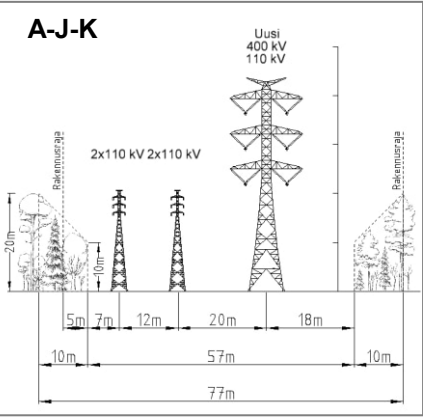 A-J-K
Uusi
400 kV
110 kV
2x110 kV 2x110 kV
Rakennusraja
Rakennusraja
20m
10m
5m 7m 12m 20m 18m
10m 57m 10m
77m